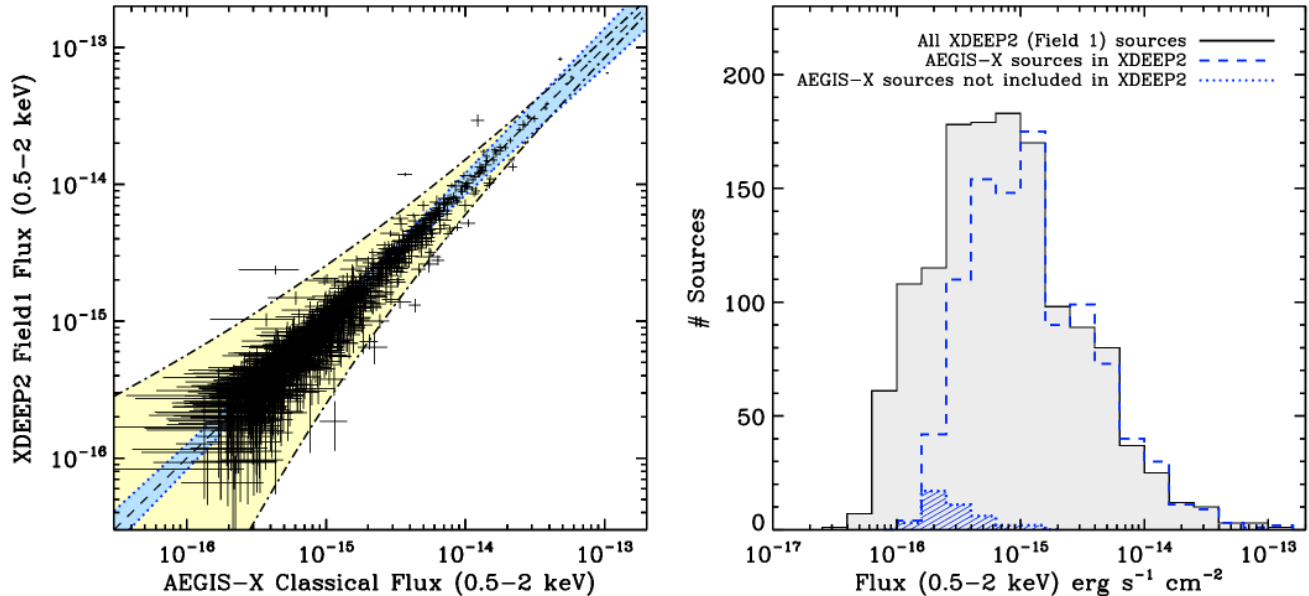 XDEEP2 Field1 Flux (0.5−2 keV)
10⁻¹³
10⁻¹⁴
10⁻¹⁵
10⁻¹⁶
10⁻¹⁶ 10⁻¹⁵ 10⁻¹⁴ 10⁻¹³
AEGIS−X Classical Flux (0.5−2 keV)
All XDEEP2 (Field 1) sources
AEGIS−X sources in XDEEP2
AEGIS−X sources not included in XDEEP2
# Sources
200
150
100
50
0
10⁻¹⁷ 10⁻¹⁶ 10⁻¹⁵ 10⁻¹⁴ 10⁻¹³
Flux (0.5−2 keV) erg s⁻¹ cm⁻²